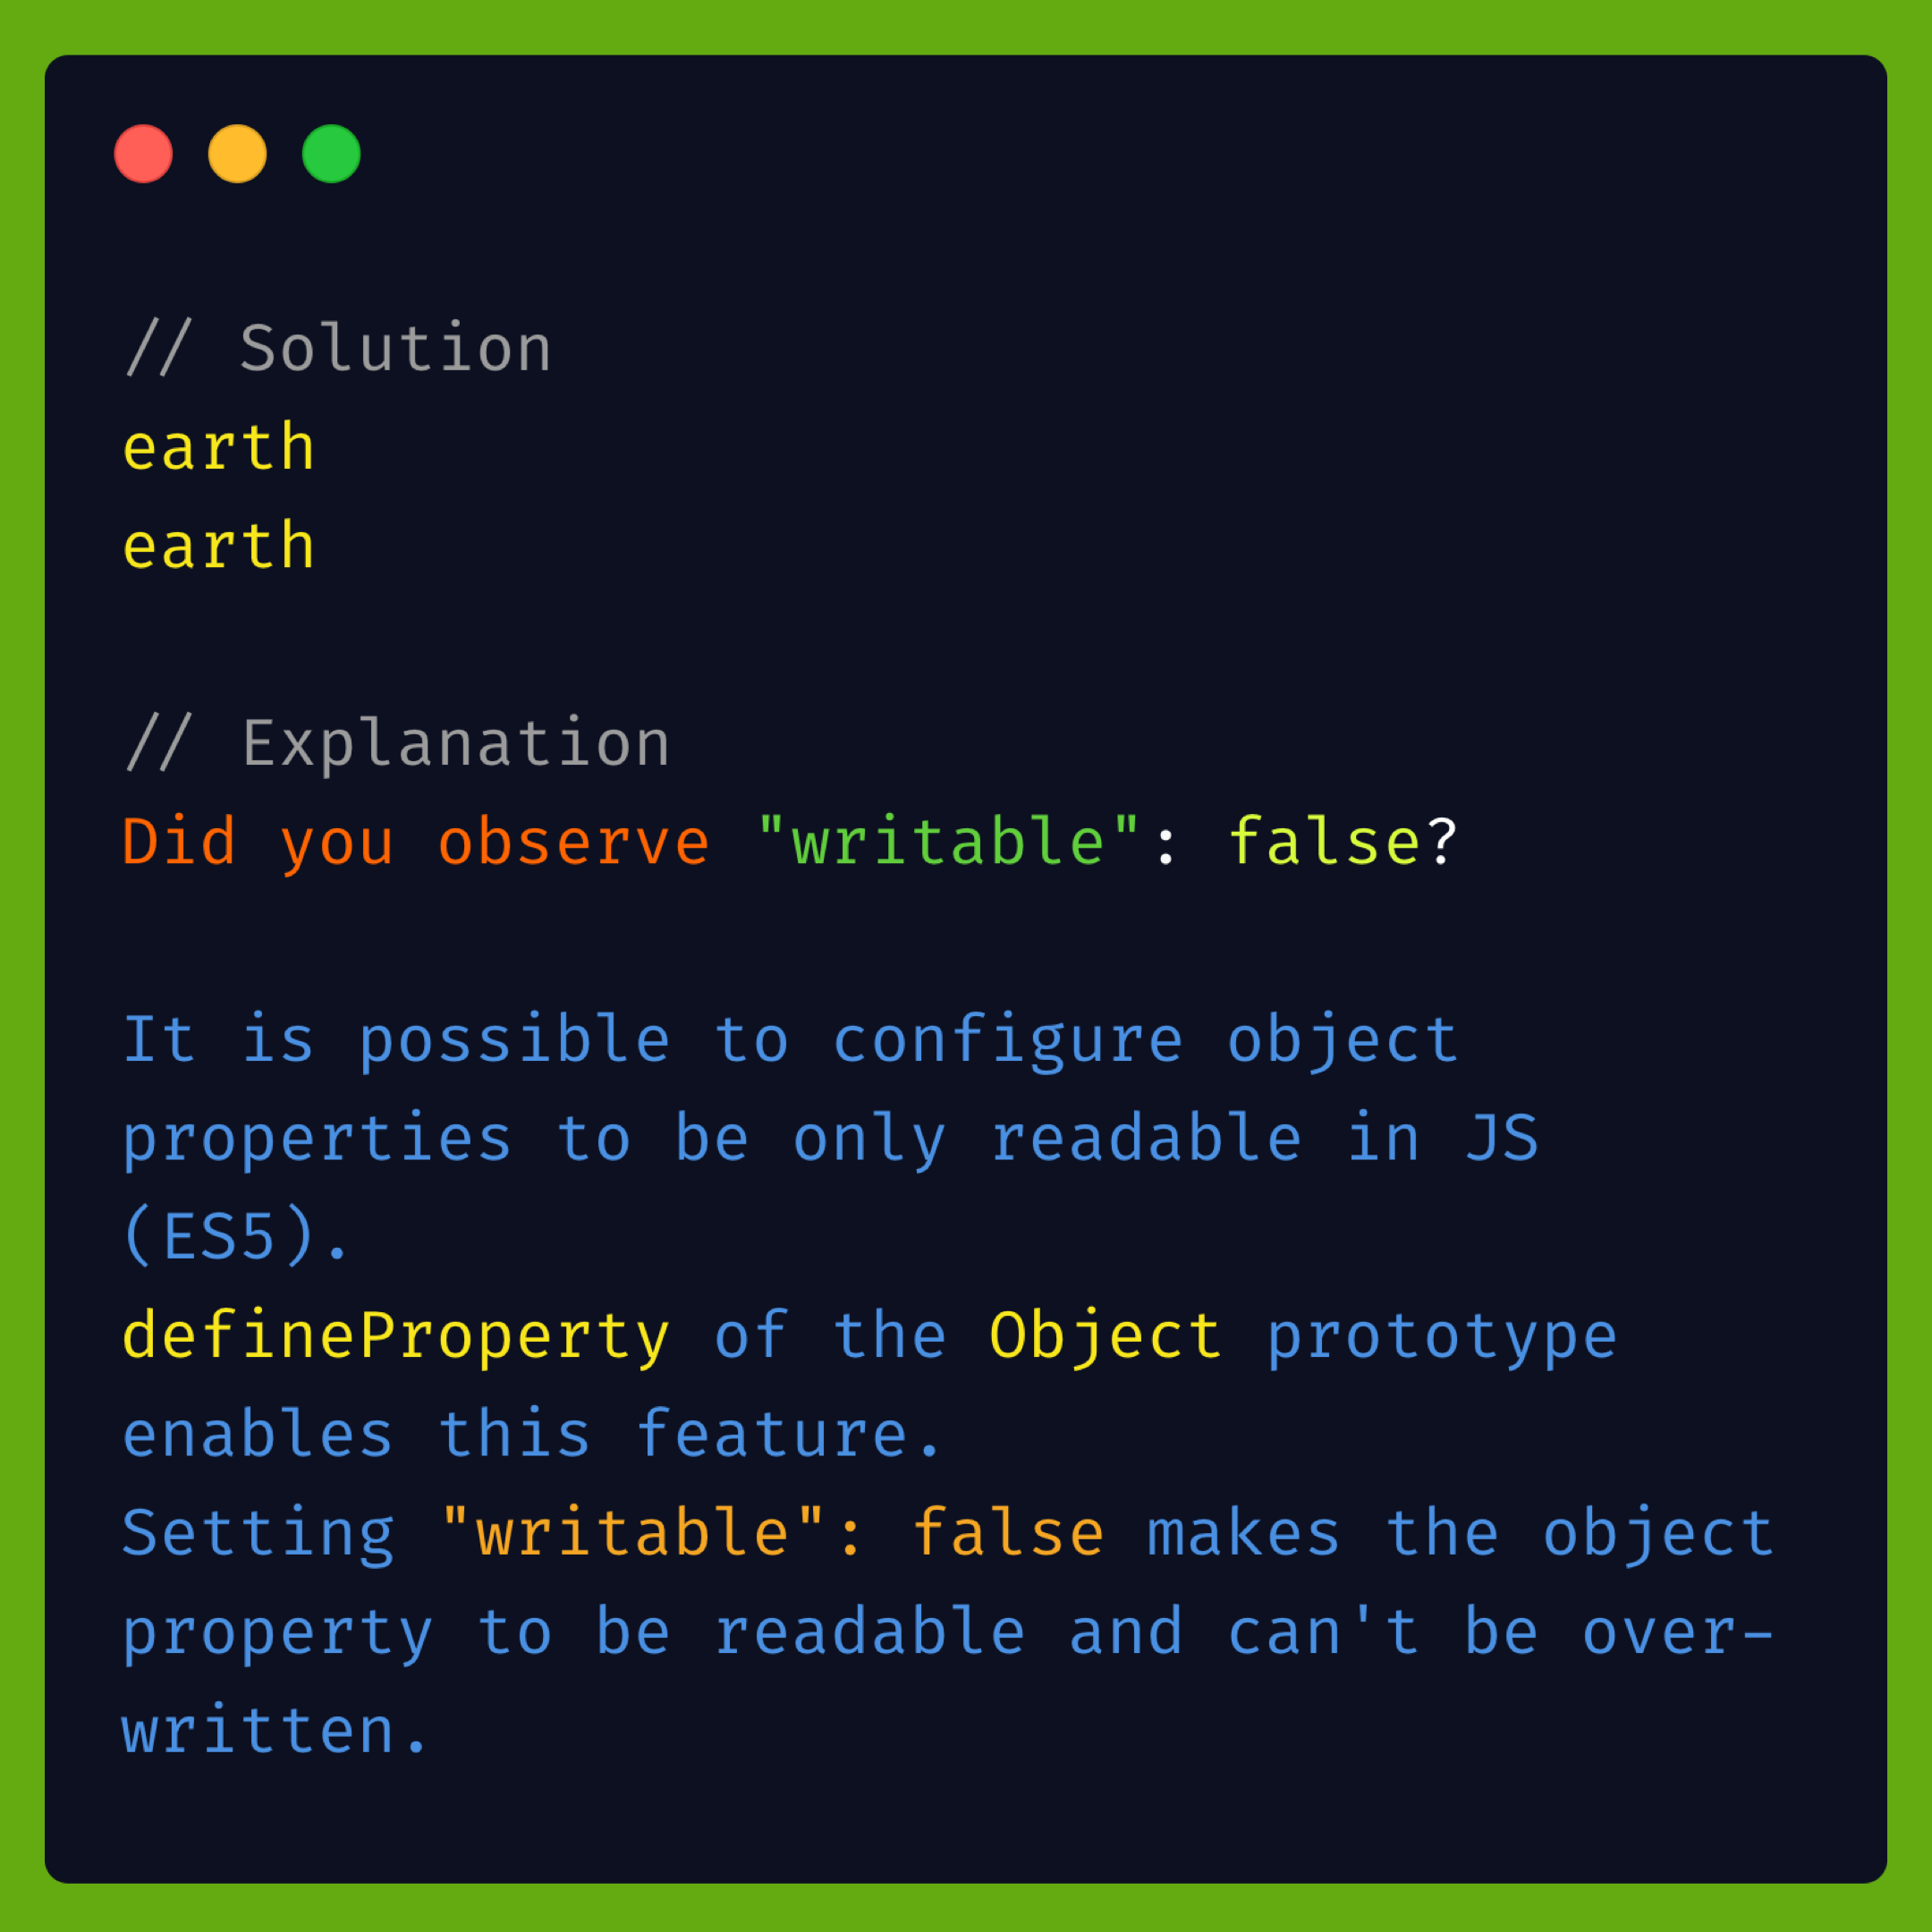 // Solution
earth
earth
// Explanation
Did you observe "writable": false?
It is possible to configure object
properties to be only readable in JS
(ES5).
defineProperty of the Object prototype
enables this feature.
Setting "writable": false makes the object
property to be readable and can't be over-
written.